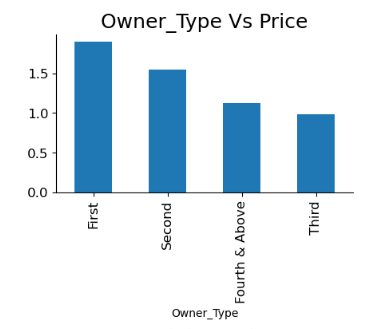 Owner_Type Vs Price
1.5
1.0
0.5
0.0
First
Second
Fourth & Above
Third
Owner_Type